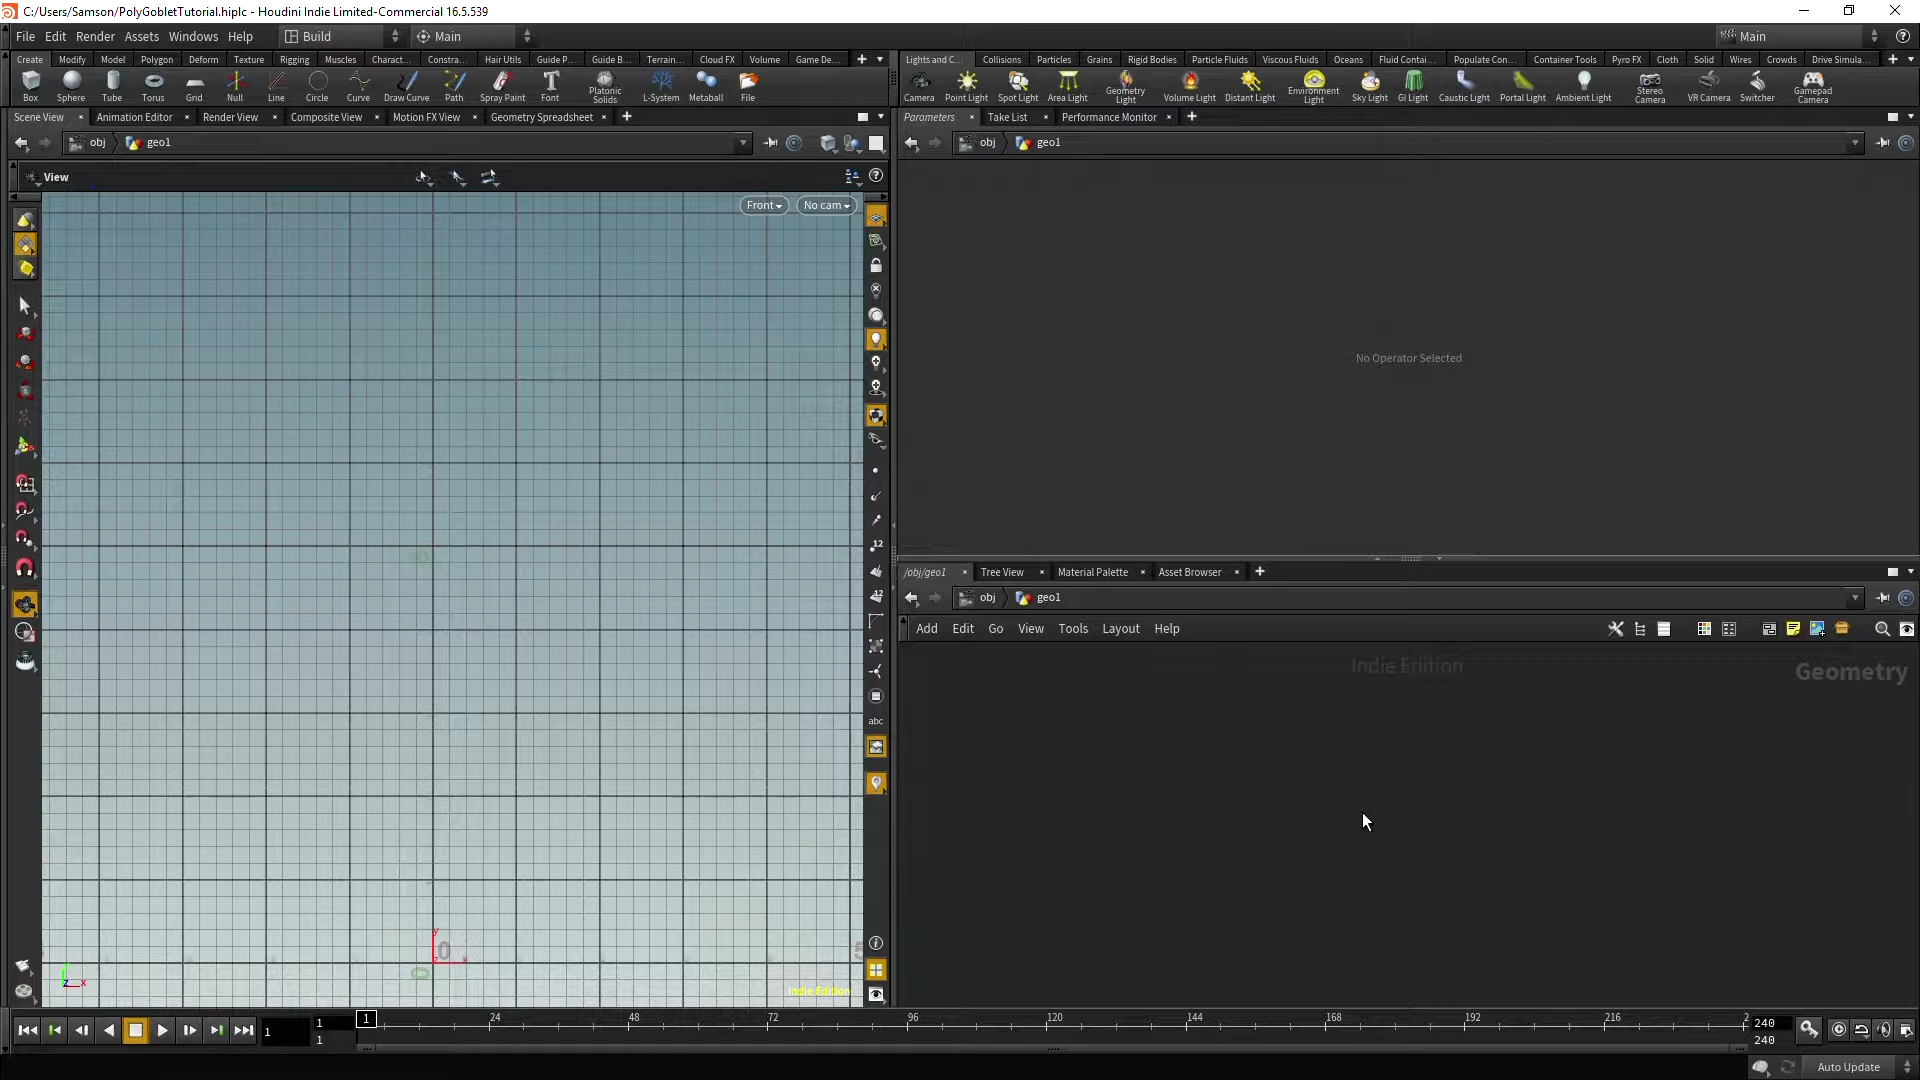 C:/Users/Samson/PolyGobletTutorial.hiplc - Houdini Indie Limited-Commercial 16.5.539
File Edit Render Assets Windows Help Build Main Main
Create Modify Model Polygon Deform Texture Rigging Muscles Charact... Constra... Hair Utils Guide P... Guide B... Terrain... Cloud FX Volume Game De...
Box Sphere Tube Torus Grid Null Line Circle Curve Draw Curve Path Spray Paint Font Platonic Solids L-System Metaball File
Lights and C... Collisions Particles Grains Rigid Bodies Particle Fluids Viscous Fluids Oceans Fluid Contai... Populate Con... Container Tools Pyro FX Cloth Solid Wires Crowds Drive Simula...
Camera Point Light Spot Light Area Light Geometry Light Volume Light Distant Light Environment Light Sky Light GI Light Caustic Light Portal Light Ambient Light Stereo Camera VR Camera Switcher Gamepad Camera
Scene View Animation Editor Render View Composite View Motion FX View Geometry Spreadsheet
obj geo1
View
Front No cam
12
12
abc
y
0
x
5
z x
Indie Edition
Parameters Take List Performance Monitor
obj geo1
No Operator Selected
/obj/geo1 Tree View Material Palette Asset Browser
obj geo1
Add Edit Go View Tools Layout Help
Indie Edition
Geometry
1 1 1 24 48 72 96 120 144 168 192 216 2 240
1 240
Auto Update